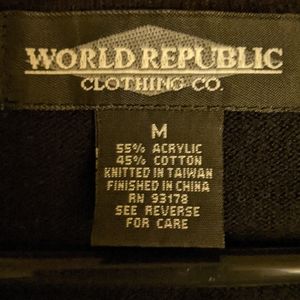 WORLD REPUBLIC
CLOTHING CO.
M
55% ACRYLIC
45% COTTON
KNITTED IN TAIWAN
FINISHED IN CHINA
RN 93178
SEE REVERSE
FOR CARE